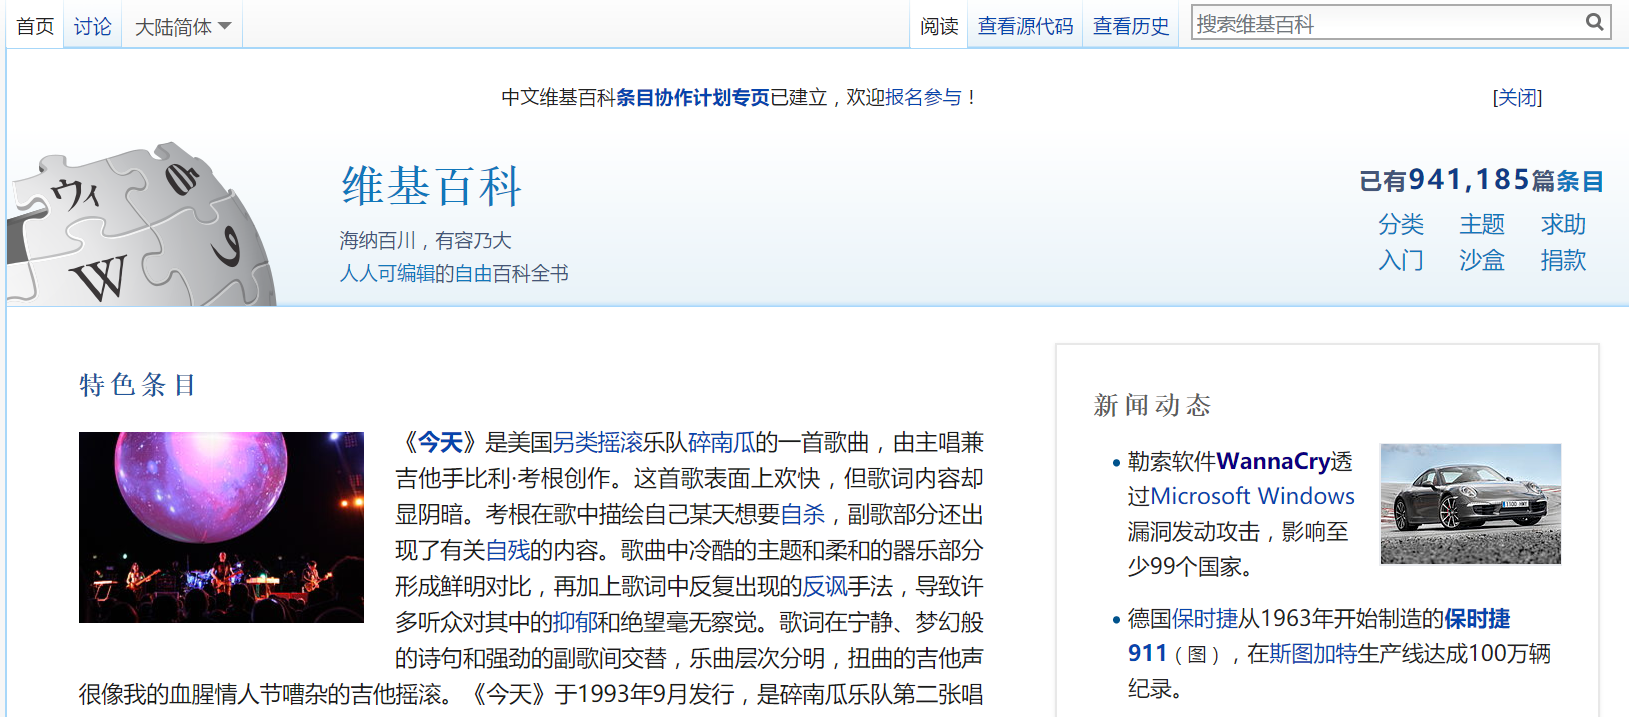 首页 讨论 大陆简体 阅读 查看源代码 查看历史 搜索维基百科
中文维基百科条目协作计划专页已建立，欢迎报名参与！ [关闭]
维基百科
海纳百川，有容乃大
人人可编辑的自由百科全书
已有941,185篇条目
分类 主题 求助
入门 沙盒 捐款
ウィ
W
特色条目
《今天》是美国另类摇滚乐队碎南瓜的一首歌曲，由主唱兼
吉他手比利·考根创作。这首歌表面上欢快，但歌词内容却
显阴暗。考根在歌中描绘自己某天想要自杀，副歌部分还出
现了有关自残的内容。歌曲中冷酷的主题和柔和的器乐部分
形成鲜明对比，再加上歌词中反复出现的反讽手法，导致许
多听众对其中的抑郁和绝望毫无察觉。歌词在宁静、梦幻般
的诗句和强劲的副歌间交替，乐曲层次分明，扭曲的吉他声
很像我的血腥情人节嘈杂的吉他摇滚。《今天》于1993年9月发行，是碎南瓜乐队第二张唱
新闻动态
勒索软件WannaCry透
过Microsoft Windows
漏洞发动攻击，影响至
少99个国家。
德国保时捷从1963年开始制造的保时捷
911（图），在斯图加特生产线达成100万辆
纪录。